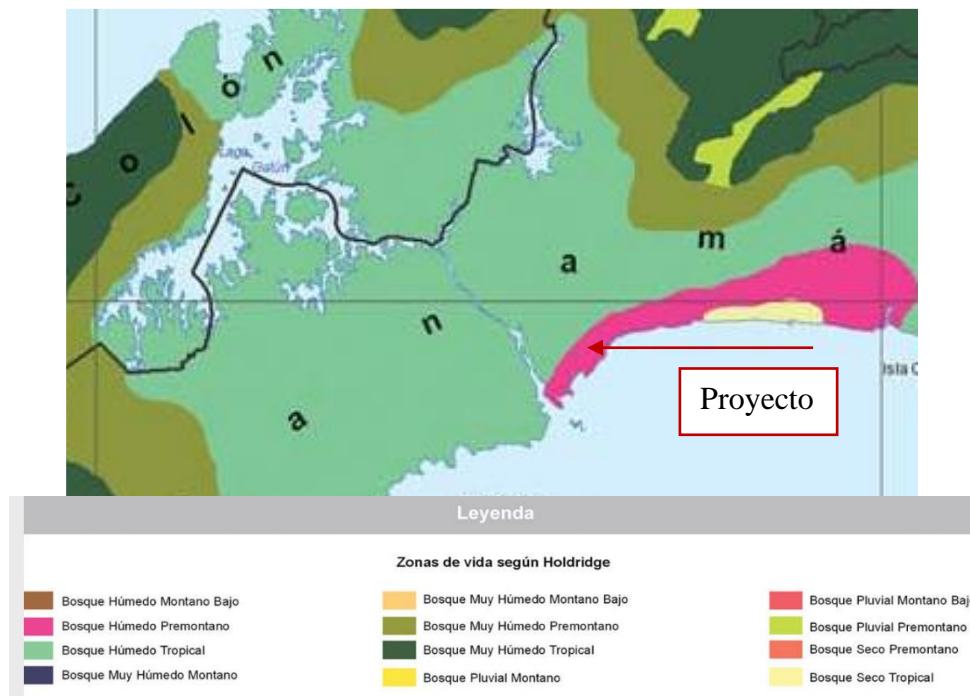 Colón
Lago
Gatún
Panamá
Isla C
Proyecto
Leyenda
Zonas de vida según Holdridge
Bosque Húmedo Montano Bajo
Bosque Húmedo Premontano
Bosque Húmedo Tropical
Bosque Muy Húmedo Montano
Bosque Muy Húmedo Montano Bajo
Bosque Muy Húmedo Premontano
Bosque Muy Húmedo Tropical
Bosque Pluvial Montano
Bosque Pluvial Montano Baj
Bosque Pluvial Premontano
Bosque Seco Premontano
Bosque Seco Tropical